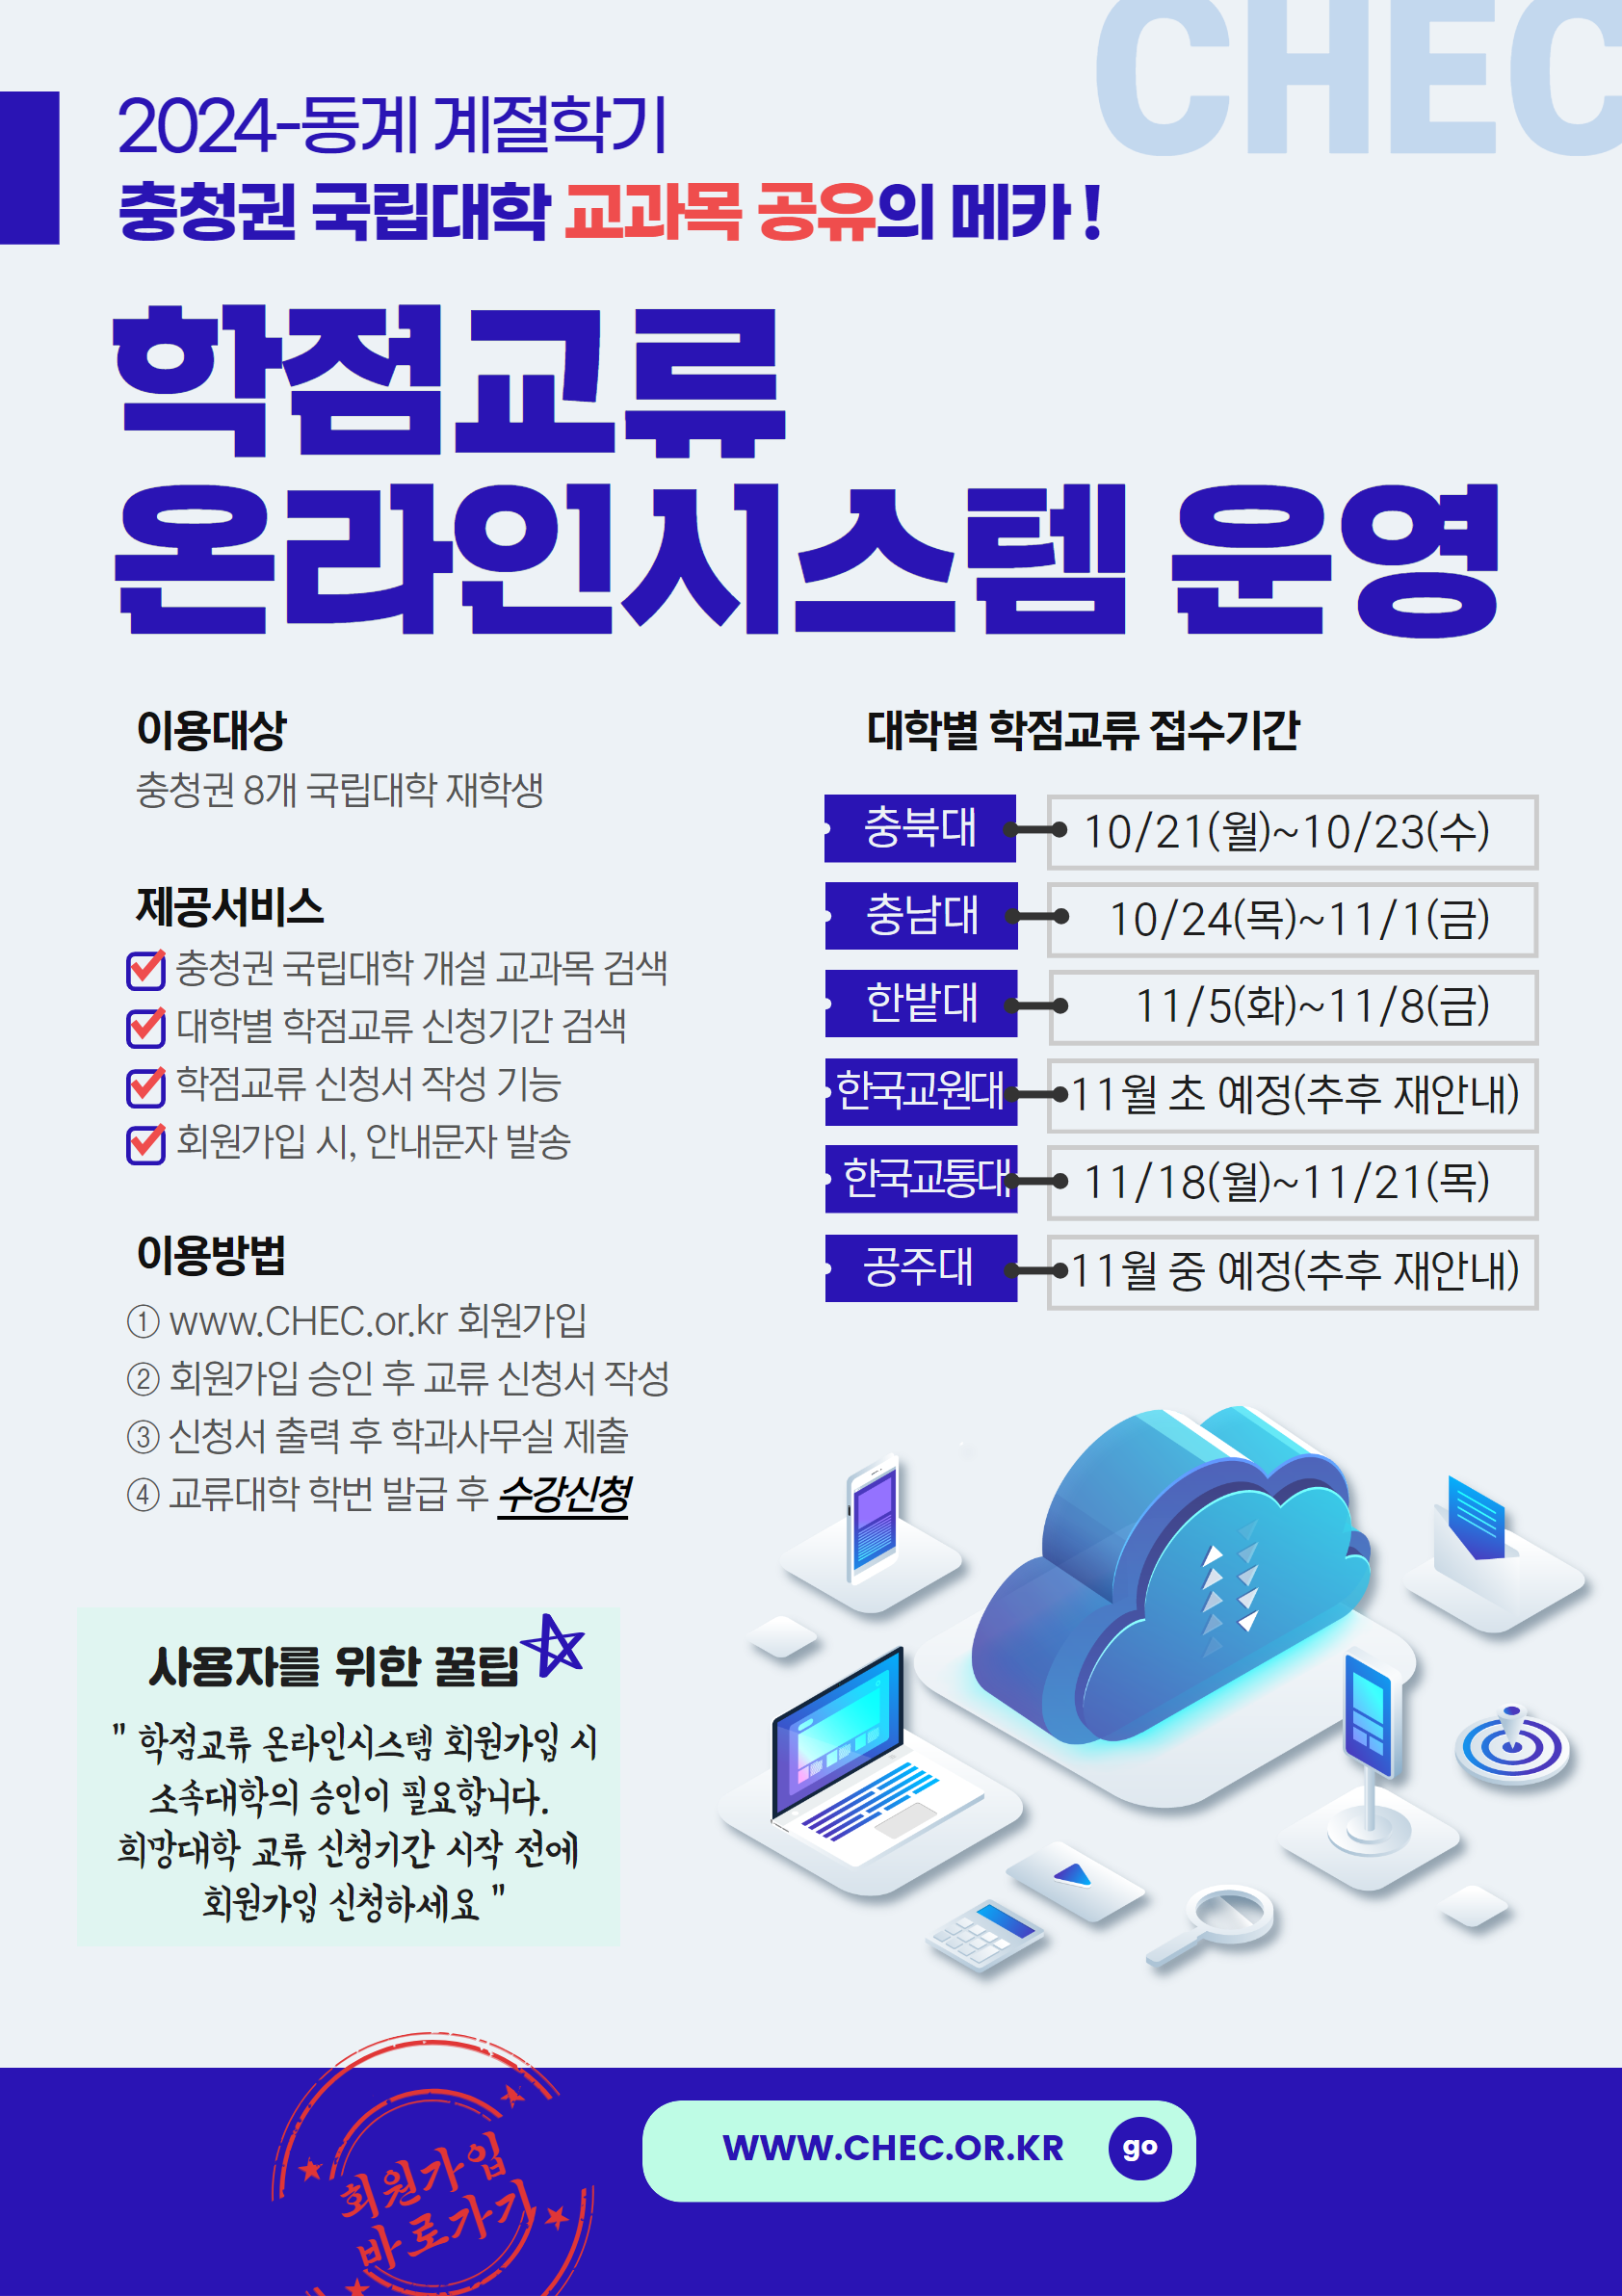 CHEC
2024-동계 계절학기
충청권 국립대학 교과목 공유의 메카!
학점교류
온라인시스템 운영
이용대상
충청권 8개 국립대학 재학생
제공서비스
충청권 국립대학 개설 교과목 검색
대학별 학점교류 신청기간 검색
학점교류 신청서 작성 기능
회원가입 시, 안내문자 발송
이용방법
① www.CHEC.or.kr 회원가입
② 회원가입 승인 후 교류 신청서 작성
③ 신청서 출력 후 학과사무실 제출
④ 교류대학 학번 발급 후 수강신청
대학별 학점교류 접수기간
충북대 10/21(월)~10/23(수)
충남대 10/24(목)~11/1(금)
한밭대 11/5(화)~11/8(금)
한국교원대 11월 초 예정(추후 재안내)
한국교통대 11/18(월)~11/21(목)
공주대 11월 중 예정(추후 재안내)
사용자를 위한 꿀팁
" 학점교류 온라인시스템 회원가입 시
소속대학의 승인이 필요합니다.
희망대학 교류 신청기간 시작 전에
회원가입 신청하세요 "
회원가입
바로가기
WWW.CHEC.OR.KR go